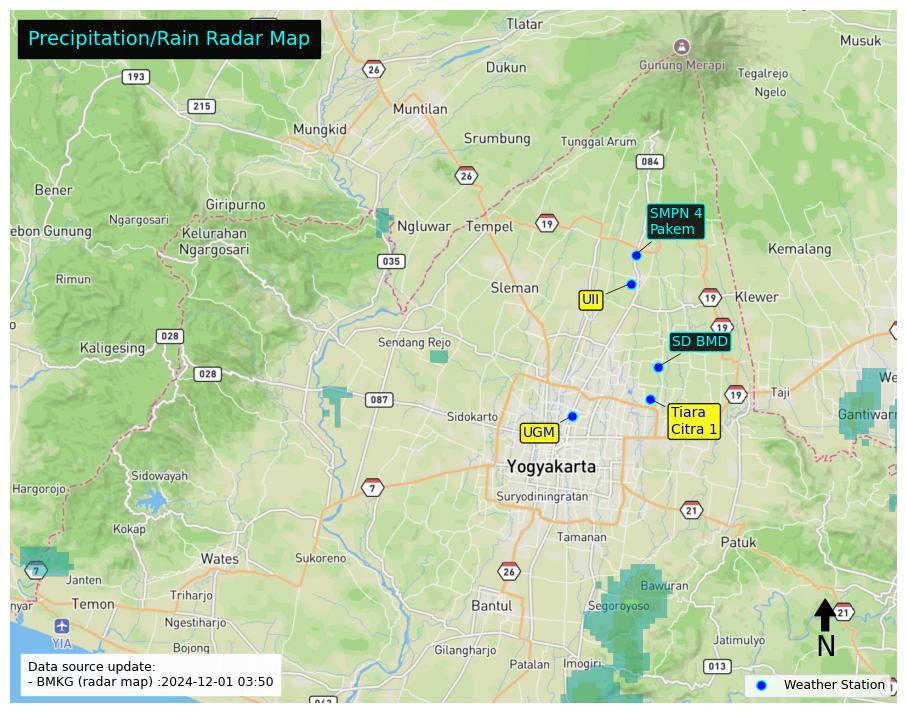 Precipitation/Rain Radar Map
Tlatar
Musuk
26
Dukun
Gunung Merapi
Tegalrejo
193
Ngelo
215
Muntilan
Mungkid
Srumbung
Tunggal Arum
084
26
Bener
Giripurno
SMPN 4
Pakem
Ngargosari
Ngluwar
Tempel
19
ebon Gunung
Kelurahan
Ngargosari
Kemalang
035
Rimun
Sleman
UII
19
Klewer
19
028
Sendang Rejo
SD BMD
Kaligesing
028
We
087
19
Taji
Sidokarto
Tiara
Citra 1
Gantiwarn
UGM
Yogyakarta
Sidowayah
Hargorojo
7
Suryodiningratan
21
Kokap
Tamanan
Patuk
Wates
Sukoreno
7
26
Janten
Bawuran
Triharjo
nyar
Temon
Bantul
Segoroyoso
21
Ngestiharjo
YIA
Jatimulyo
Bojong
Gilangharjo
N
Patalan
Imogiri
013
Data source update:
- BMKG (radar map) :2024-12-01 03:50
Weather Station